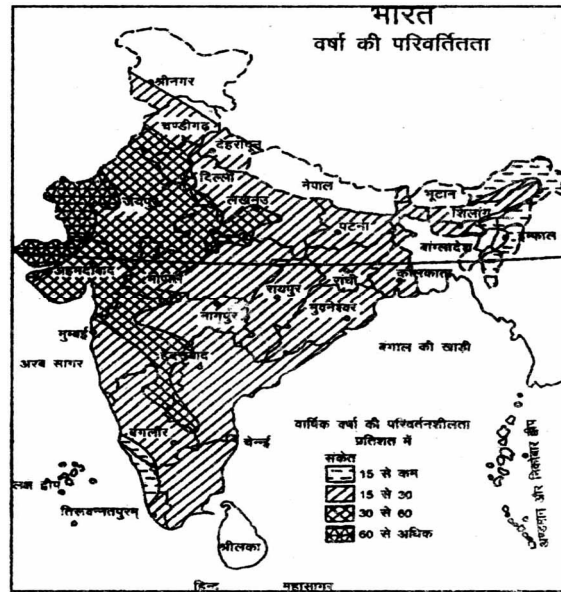 भारत
वर्षा की परिवर्तितता
श्रीनगर
चण्डीगढ़
देहरादून
दिल्ली
नेपाल
जयपुर
लखनउ
भूटान
पटना
शिलांग
बांग्लादेश
इम्फाल
अहमदाबाद
भोपाल
रांची
कोलकाता
रायपुर
नागपुर
भुवनेश्वर
मुम्बई
हैदराबाद
अरब सागर
बंगाल की खाड़ी
वार्षिक वर्षा की परिवर्तनशीलता
प्रतिशत में
संकेत
15 से कम
15 से 30
30 से 60
60 से अधिक
बंगलौर
चेन्नई
लक्ष द्वीप
तिरूवनन्तपुरम्
अण्डमान और निकोबार द्वीप
श्रीलंका
हिन्द महासागर